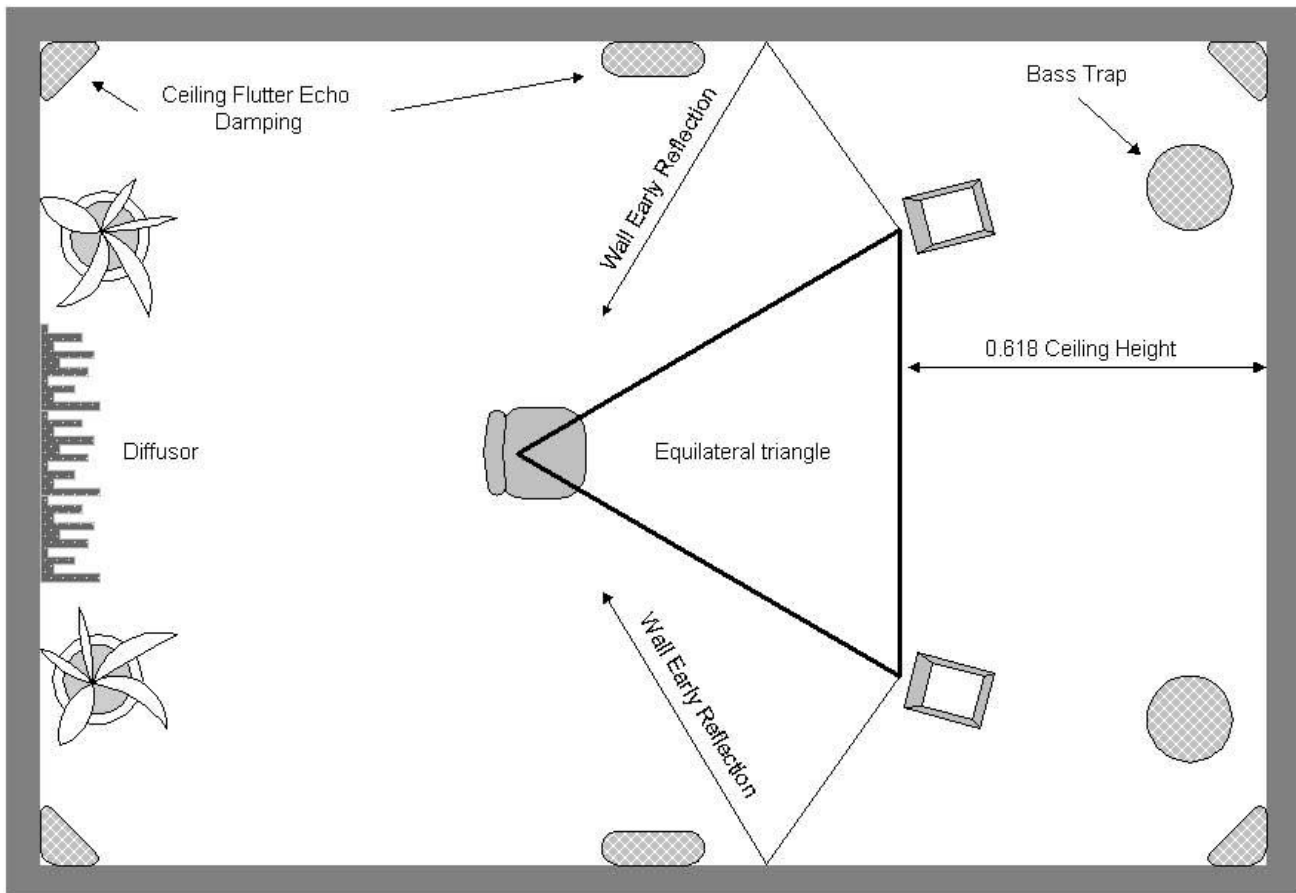 Ceiling Flutter Echo
Damping
Bass Trap
Wall Early Reflection
0.618 Ceiling Height
Diffusor
Equilateral triangle
Wall Early Reflection